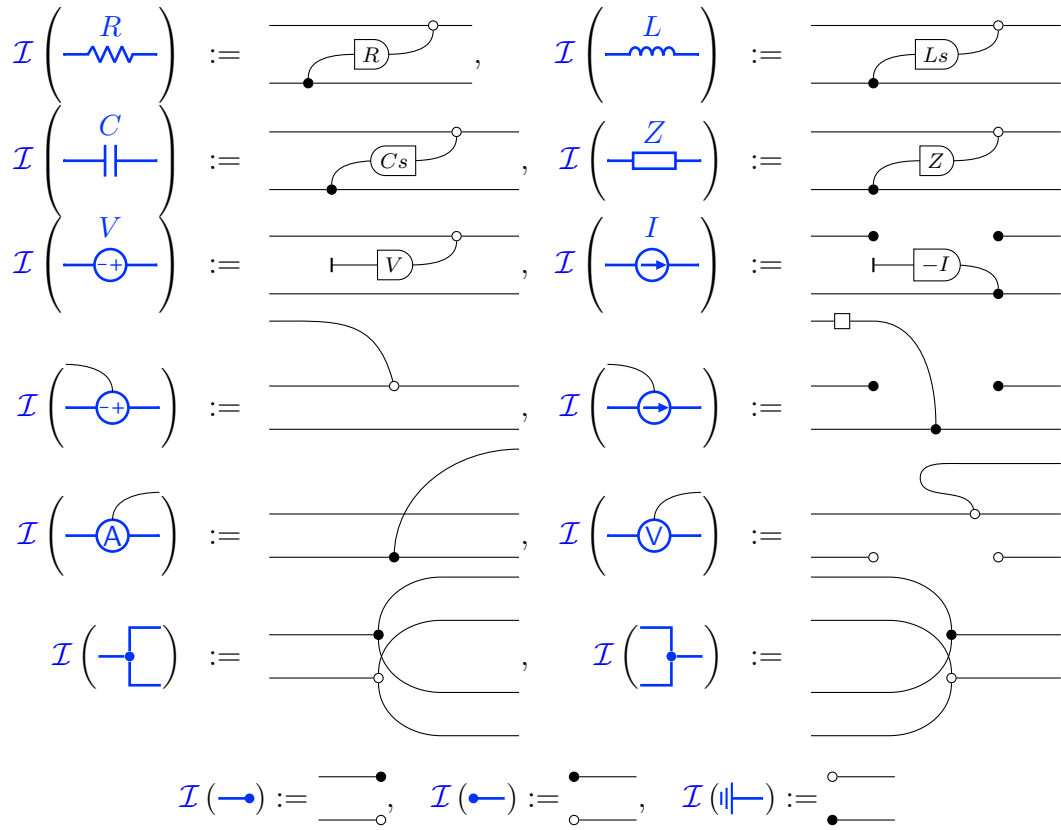 𝓘 ( R ) := R , 𝓘 ( L ) := Ls
𝓘 ( C ) := Cs , 𝓘 ( Z ) := Z
𝓘 ( V -+ ) := V , 𝓘 ( I ) := -I
𝓘 ( -+ ) := , 𝓘 ( ) :=
𝓘 ( A ) := , 𝓘 ( V ) :=
𝓘 ( ) := , 𝓘 ( ) :=
𝓘 ( ) := , 𝓘 ( ) := , 𝓘 ( ) :=